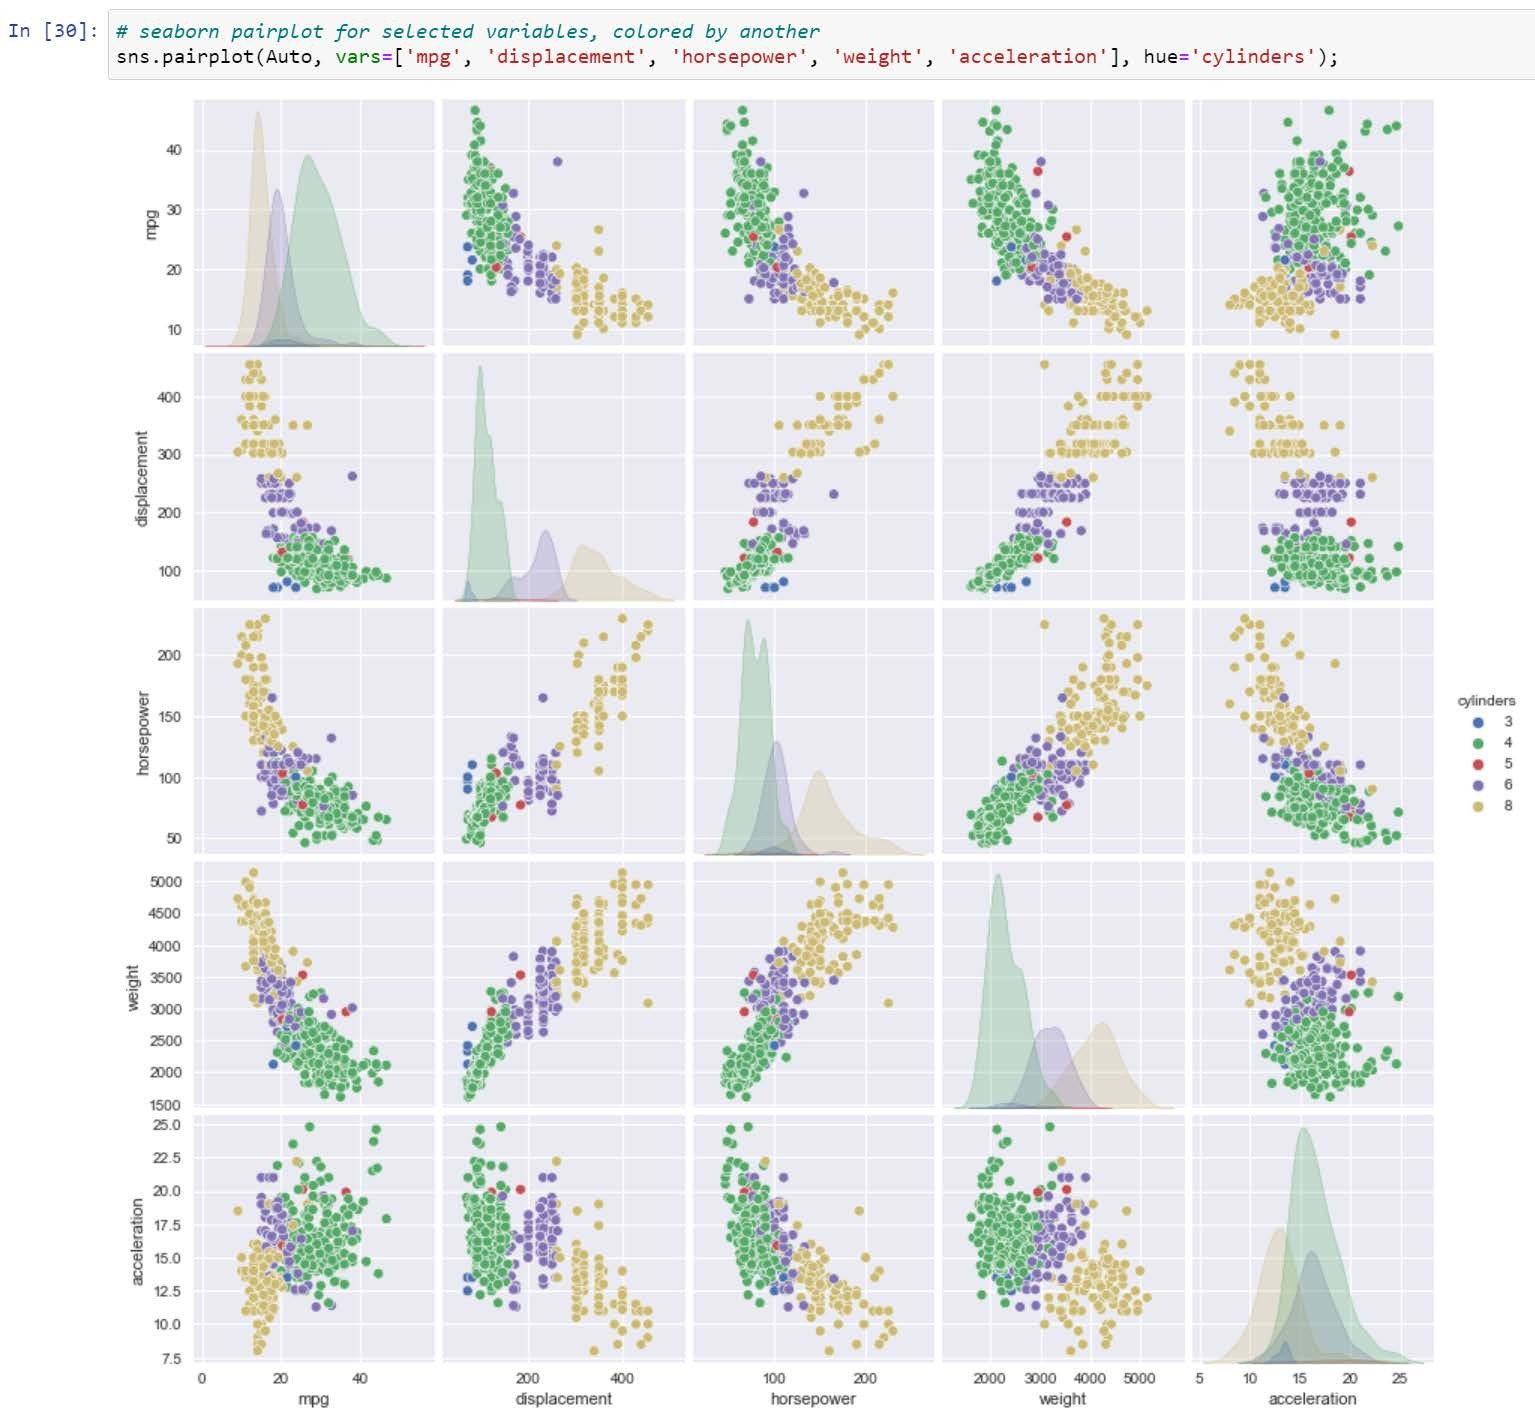 In [30]:
# seaborn pairplot for selected variables, colored by another
sns.pairplot(Auto, vars=['mpg', 'displacement', 'horsepower', 'weight', 'acceleration'], hue='cylinders');
40
30
20
10
mpg
400
300
200
100
displacement
200
150
100
50
horsepower
cylinders
3
4
5
6
8
5000
4500
4000
3500
3000
2500
2000
1500
weight
25.0
22.5
20.0
17.5
15.0
12.5
10.0
7.5
acceleration
0 20 40
200 400
100 200
2000 3000 4000 5000
5 10 15 20 25
mpg
displacement
horsepower
weight
acceleration